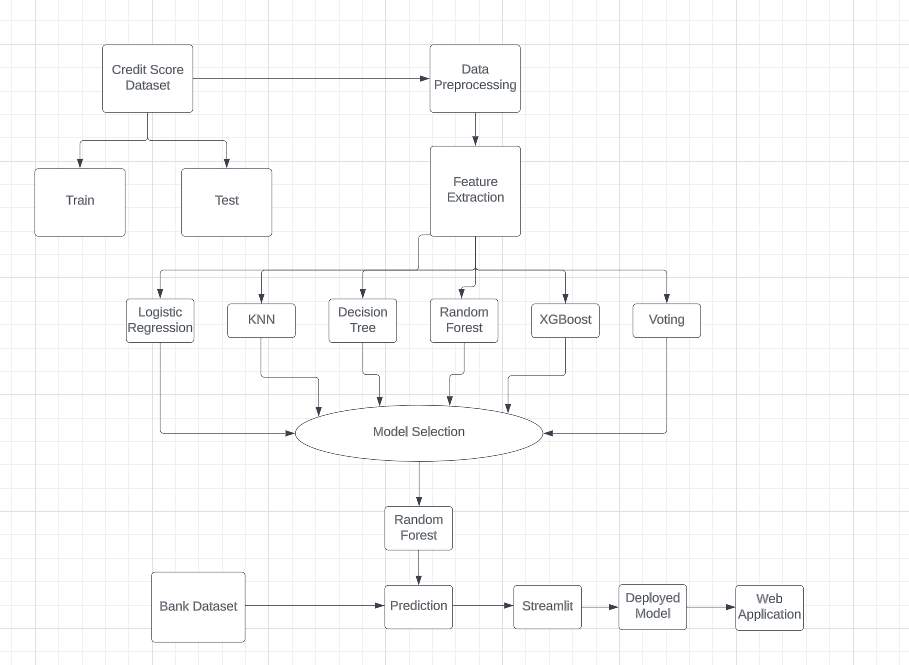 Credit Score
Dataset
Data
Preprocessing
Train
Test
Feature
Extraction
Logistic
Regression
KNN
Decision
Tree
Random
Forest
XGBoost
Voting
Model Selection
Random
Forest
Bank Dataset
Prediction
Streamlit
Deployed
Model
Web
Application